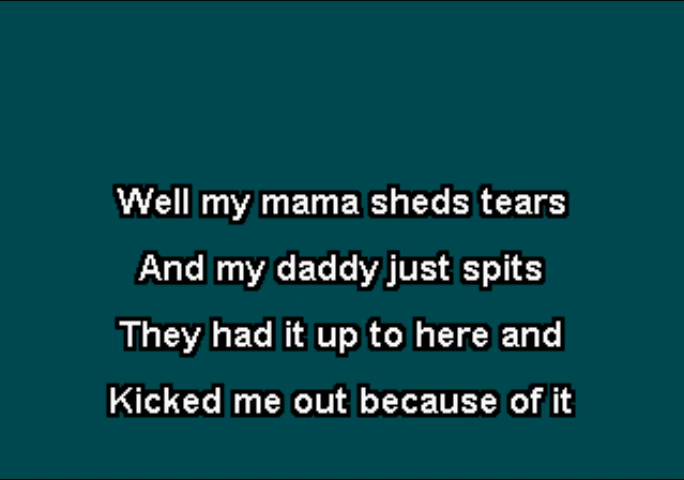 Well my mama sheds tears
And my daddy just spits
They had it up to here and
Kicked me out because of it